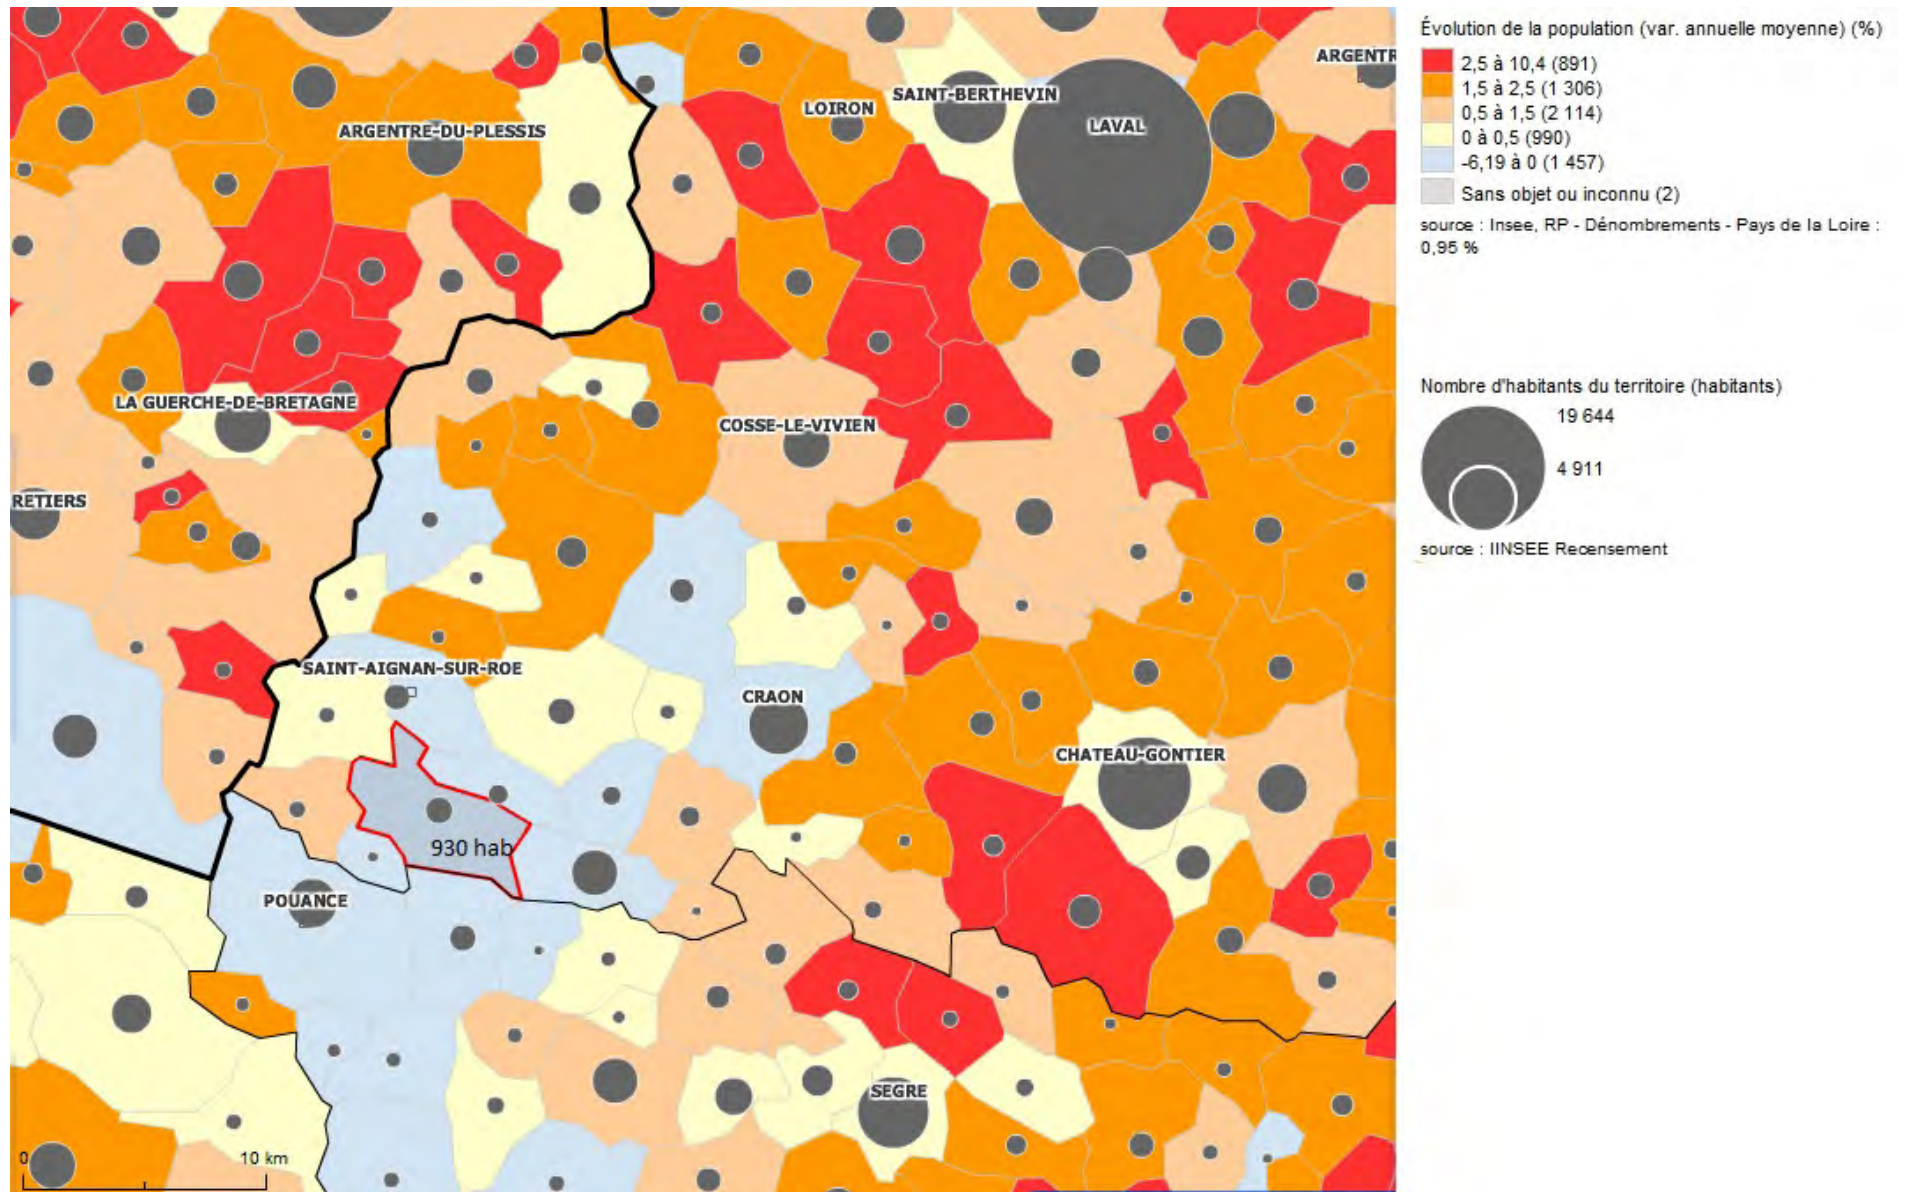 ARGENTR
SAINT-BERTHEVIN
LOIRON
LAVAL
ARGENTRE-DU-PLESSIS
LA GUERCHE-DE-BRETAGNE
COSSE-LE-VIVIEN
RETIERS
SAINT-AIGNAN-SUR-ROE
CRAON
CHATEAU-GONTIER
930 hab
POUANCE
SEGRE
0 10 km
Évolution de la population (var. annuelle moyenne) (%)
2,5 à 10,4 (891)
1,5 à 2,5 (1 306)
0,5 à 1,5 (2 114)
0 à 0,5 (990)
-6,19 à 0 (1 457)
Sans objet ou inconnu (2)
source : Insee, RP - Dénombrements - Pays de la Loire :
0,95 %
Nombre d'habitants du territoire (habitants)
19 644
4 911
source : IINSEE Recensement